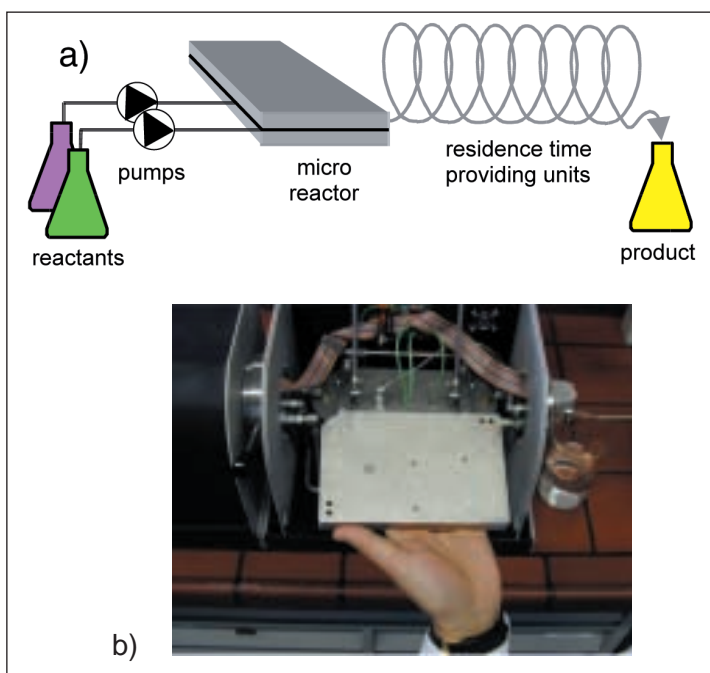 a)
pumps
micro
reactor
residence time
providing units
reactants
product
b)